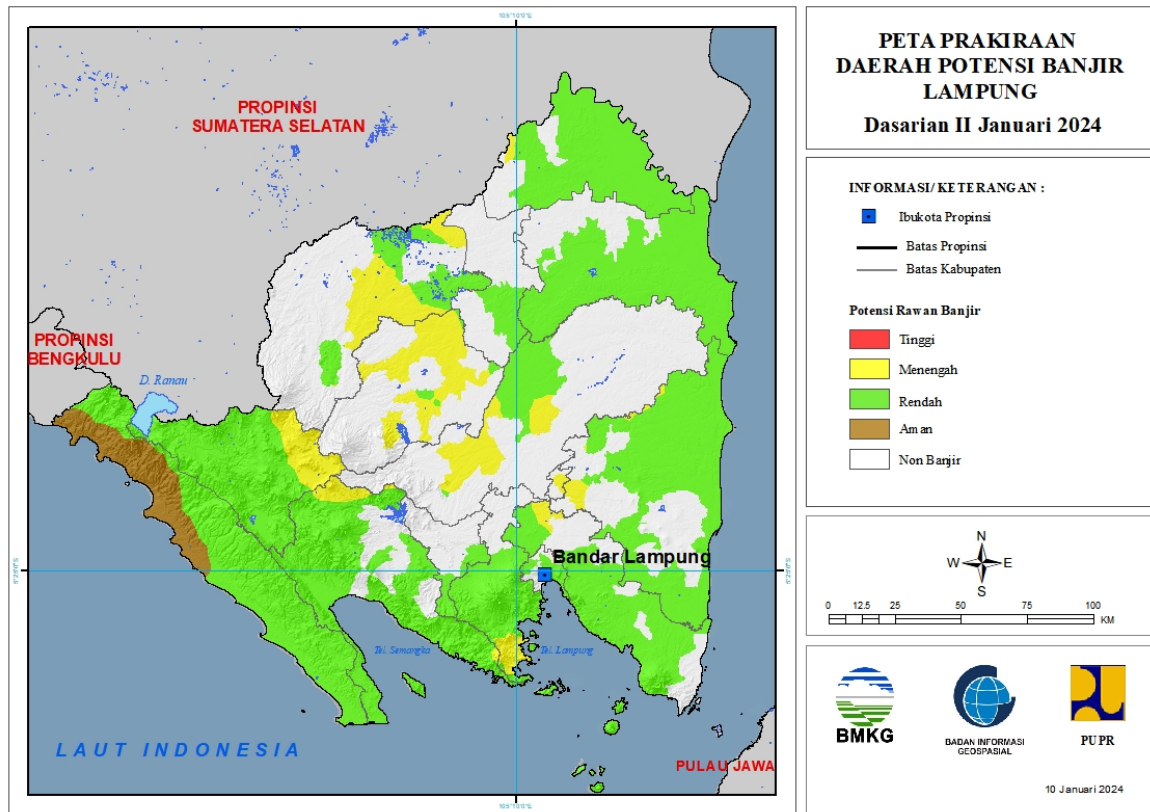 PETA PRAKIRAAN
DAERAH POTENSI BANJIR
LAMPUNG
Dasarian II Januari 2024
PROPINSI
SUMATERA SELATAN
PROPINSI
BENGKULU
D. Ranau
Bandar Lampung
Tel. Semangka
Tel. Lampung
LAUT INDONESIA
PULAU JAWA
INFORMASI/ KETERANGAN :
Ibukota Propinsi
Batas Propinsi
Batas Kabupaten
Potensi Rawan Banjir
Tinggi
Menengah
Rendah
Aman
Non Banjir
N
W E
S
0 12.5 25 50 75 100
KM
BMKG
BADAN INFORMASI
GEOSPASIAL
PUPR
10 Januari 2024